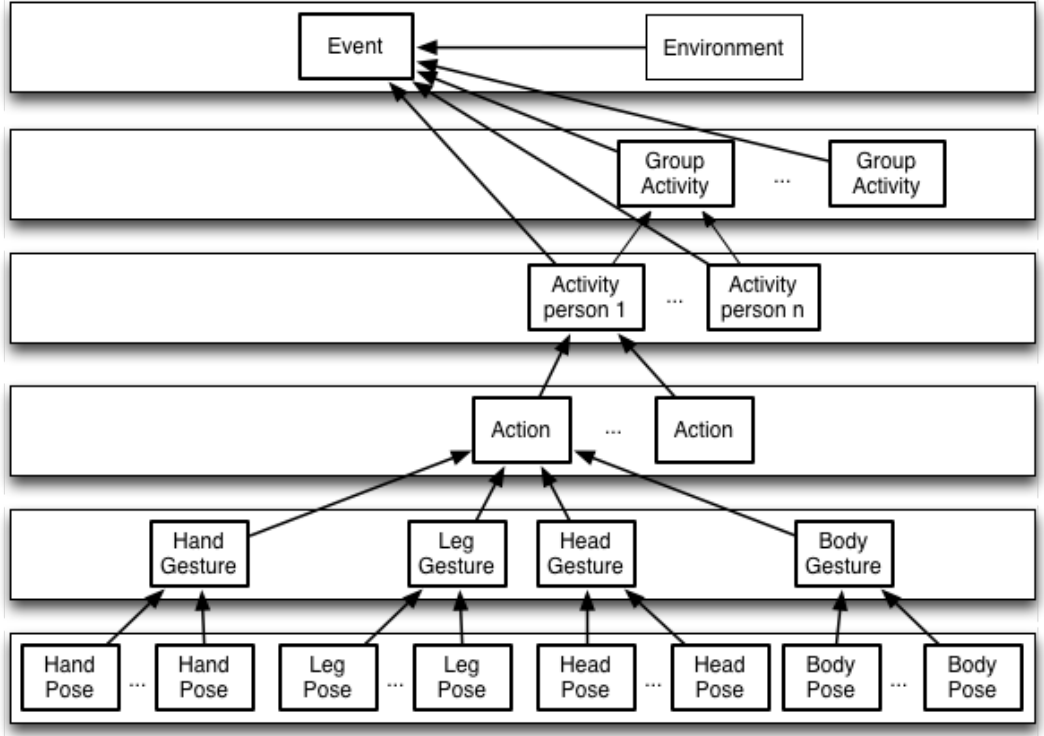 Event
Environment
Group
Activity
...
Group
Activity
Activity
person 1
...
Activity
person n
Action
...
Action
Hand
Gesture
Leg
Gesture
Head
Gesture
Body
Gesture
Hand
Pose
...
Hand
Pose
Leg
Pose
...
Leg
Pose
Head
Pose
...
Head
Pose
Body
Pose
...
Body
Pose